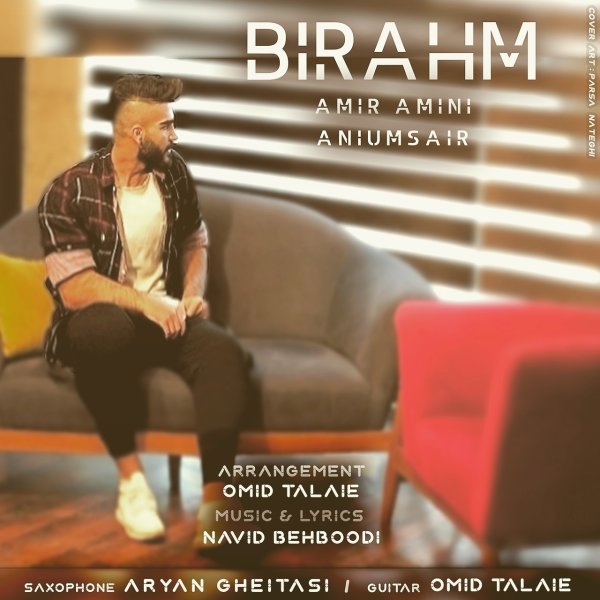 BIRAHM
AMIR AMINI
ANIUMSAIR
COVER ART : PARSA NATEGHI
ARRANGEMENT
OMID TALAIE
MUSIC & LYRICS
NAVID BEHBOODI
SAXOPHONE ARYAN GHEITASI / GUITAR OMID TALAIE